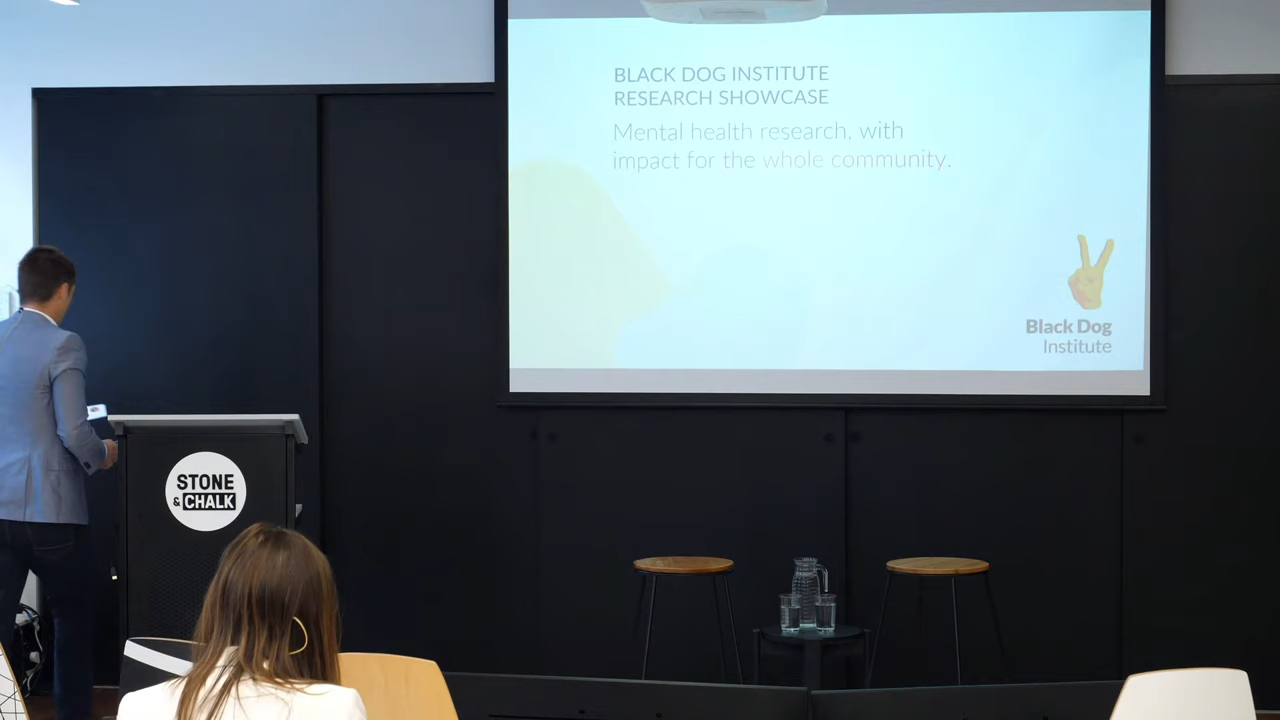 BLACK DOG INSTITUTE
RESEARCH SHOWCASE
Mental health research, with
impact for the whole community.
Black Dog
Institute
STONE
& CHALK